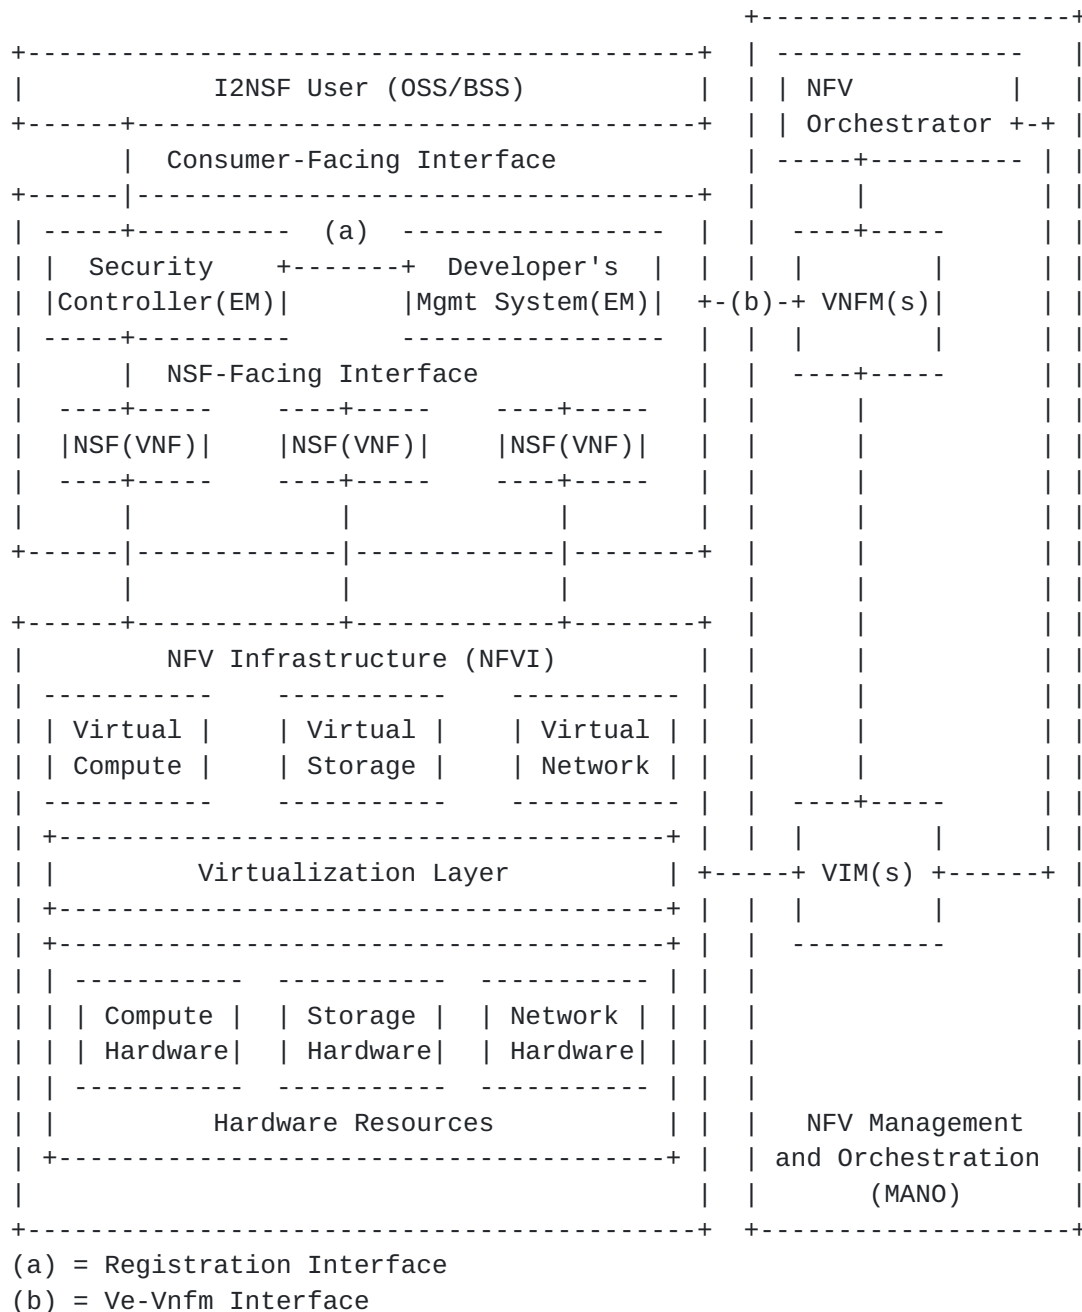 +--------------------+
+-------------------------------------------+  | ----------------   |
|            I2NSF User (OSS/BSS)           |  | | NFV          |   |
+------+------------------------------------+  | | Orchestrator +-+ |
       |  Consumer-Facing Interface            | -----+---------- | |
+------|------------------------------------+  |      |           | |
| -----+---------- (a)  -----------------   |  |  ----+-----      | |
| |  Security    +-------+  Developer's  |  |  |  |        |      | |
| |Controller(EM)|       |Mgmt System(EM)|  +-(b)-+ VNFM(s)|      | |
| -----+----------       -----------------  |  |  |        |      | |
|      |  NSF-Facing Interface              |  |  ----+-----      | |
|  ----+-----    ----+-----    ----+-----   |  |      |           | |
|  |NSF(VNF)|    |NSF(VNF)|    |NSF(VNF)|   |  |      |           | |
|  ----+-----    ----+-----    ----+-----   |  |      |           | |
|      |             |             |        |  |      |           | |
+------|-------------|-------------|--------+  |      |           | |
       |             |             |           |      |           | |
+------+-------------+-------------+--------+  |      |           | |
|         NFV Infrastructure (NFVI)         |  |      |           | |
| -----------    -----------    ----------- |  |      |           | |
| | Virtual |    | Virtual |    | Virtual | |  |      |           | |
| | Compute |    | Storage |    | Network | |  |      |           | |
| -----------    -----------    ----------- |  |  ----+-----      | |
| +---------------------------------------+ |  |  |        |      | |
| |         Virtualization Layer          | +-----+ VIM(s) +------+ |
| +---------------------------------------+ |  |  |        |        |
| +---------------------------------------+ |  |  ----------        |
| | -----------  -----------  ----------- | |  |                    |
| | | Compute |  | Storage |  | Network | | |  |                    |
| | | Hardware|  | Hardware|  | Hardware| | |  |                    |
| | -----------  -----------  ----------- | |  |                    |
| |          Hardware Resources           | |  |   NFV Management   |
| +---------------------------------------+ |  | and Orchestration  |
|                                           |  |       (MANO)       |
+-------------------------------------------+  +--------------------+
(a) = Registration Interface
(b) = Ve-Vnfm Interface